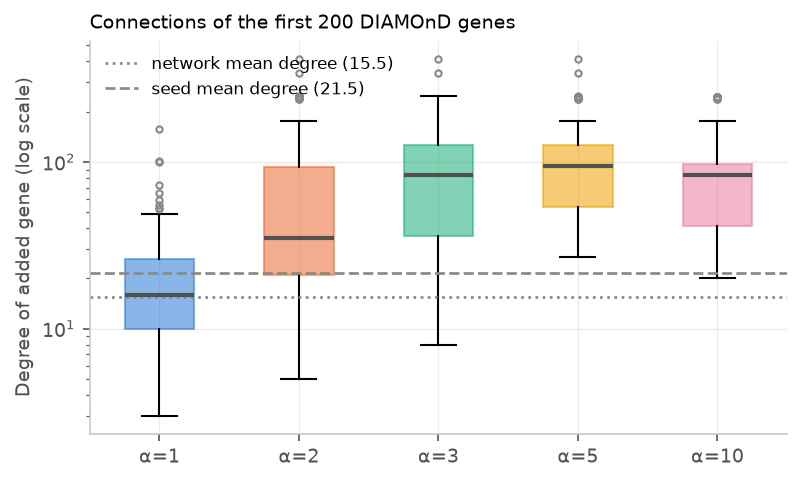 Connections of the first 200 DIAMOnD genes
network mean degree (15.5)
seed mean degree (21.5)
Degree of added gene (log scale)
10²
10¹
α=1
α=2
α=3
α=5
α=10